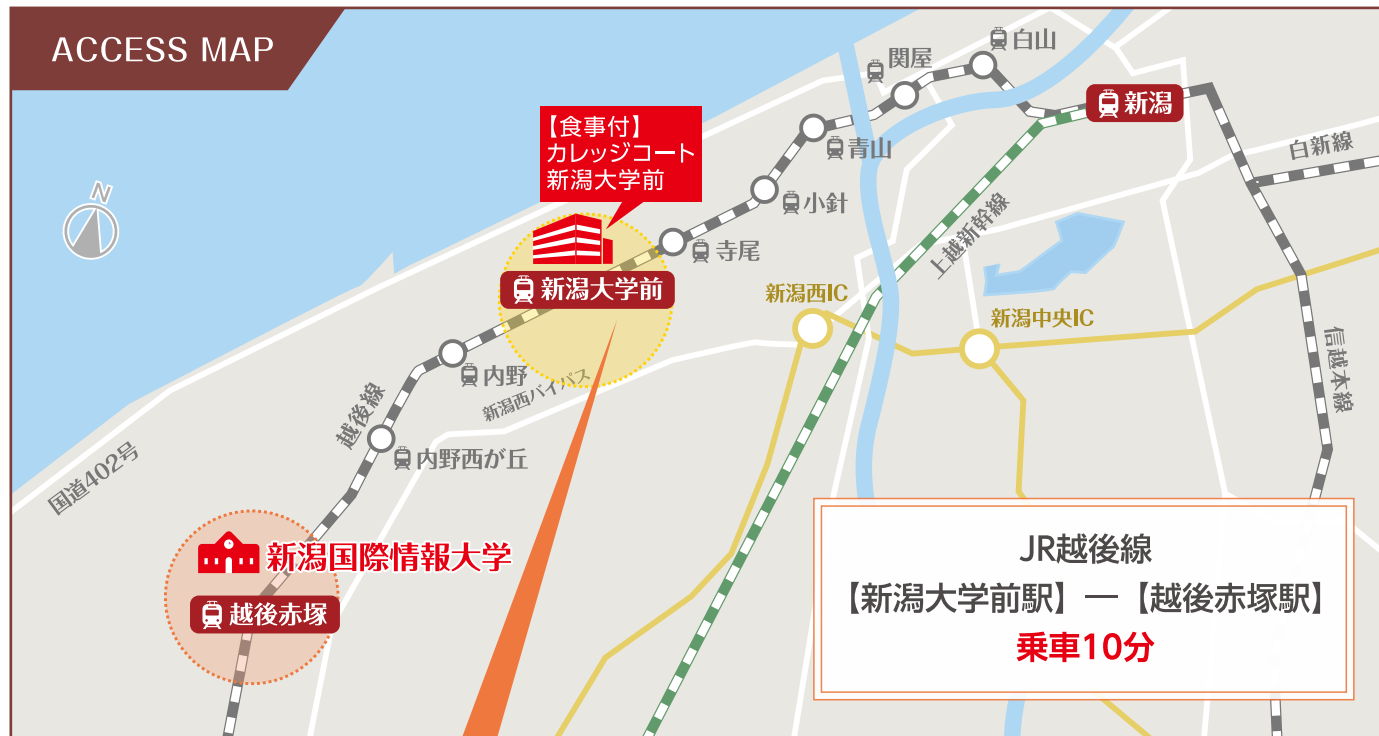 ACCESS MAP
N
白山
関屋
新潟
【食事付】
カレッジコート
新潟大学前
青山
白新線
小針
寺尾
上越新幹線
新潟大学前
新潟西IC
新潟中央IC
信越本線
内野
新潟西バイパス
越後線
内野西が丘
国道402号
新潟国際情報大学
越後赤塚
JR越後線
【新潟大学前駅】―【越後赤塚駅】
乗車10分